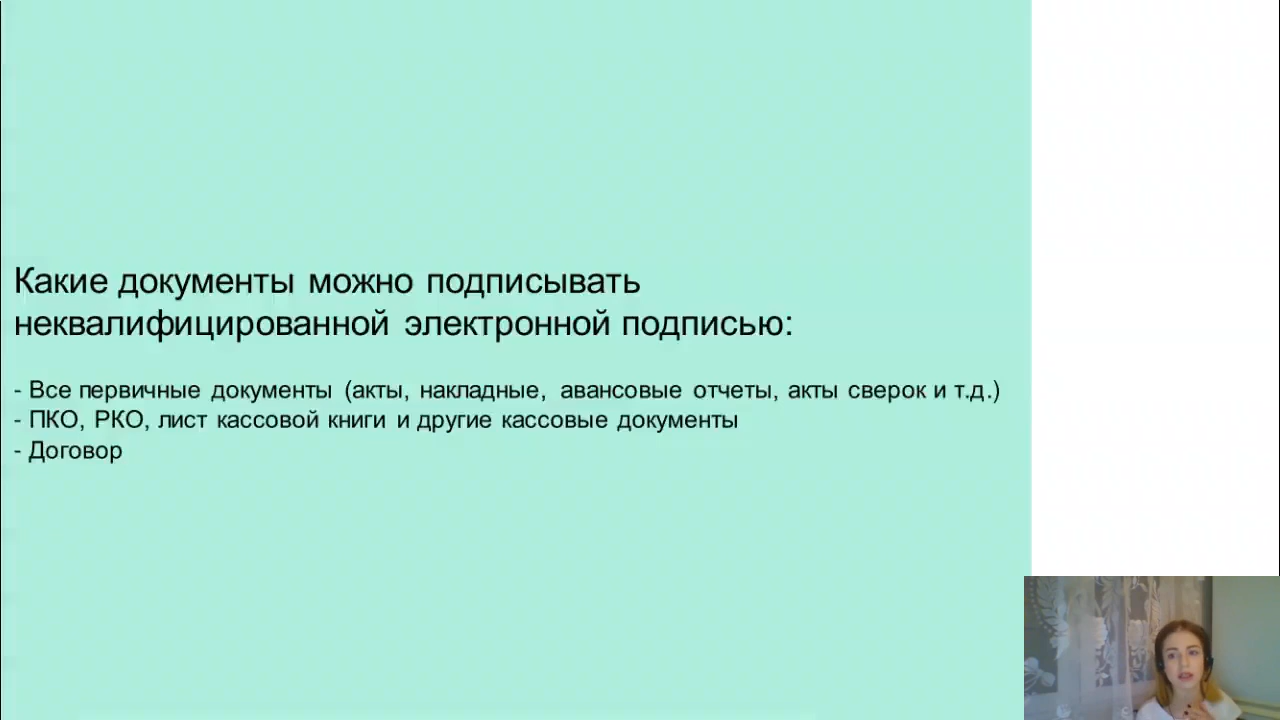 Какие документы можно подписывать
неквалифицированной электронной подписью:
- Все первичные документы (акты, накладные, авансовые отчеты, акты сверок и т.д.)
- ПКО, РКО, лист кассовой книги и другие кассовые документы
- Договор